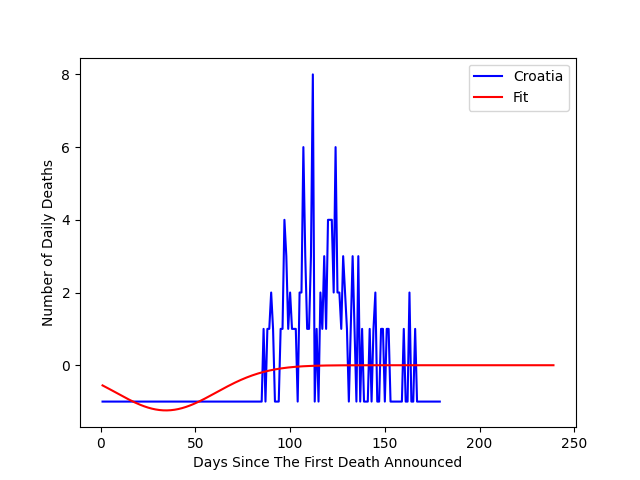 Croatia
Fit
Number of Daily Deaths
8
6
4
2
0
0
50
100
150
200
250
Days Since The First Death Announced